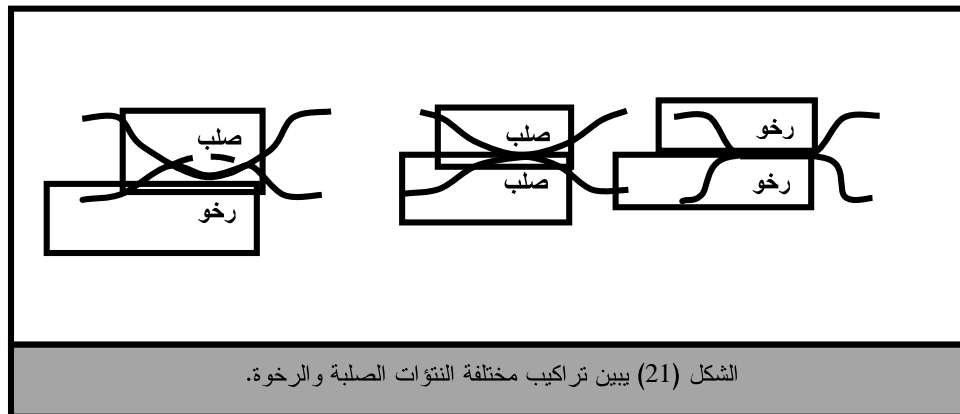 رخو
رخو
صلب
صلب
صلب
رخو
الشكل (21) يبين تراكيب مختلفة النتؤات الصلبة والرخوة.